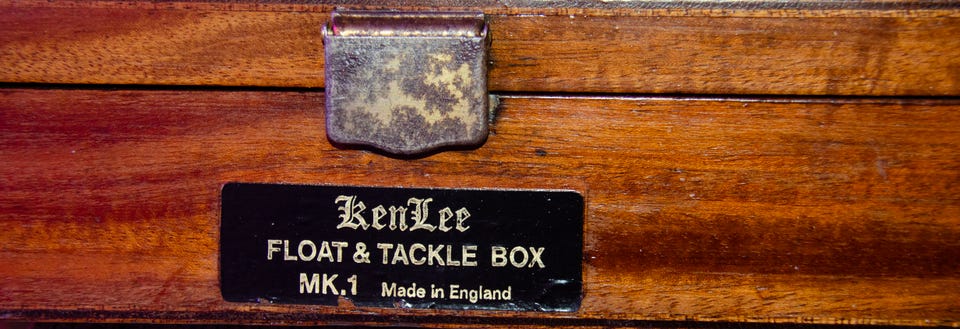 KenLee
FLOAT & TACKLE BOX
MK.1 Made in England